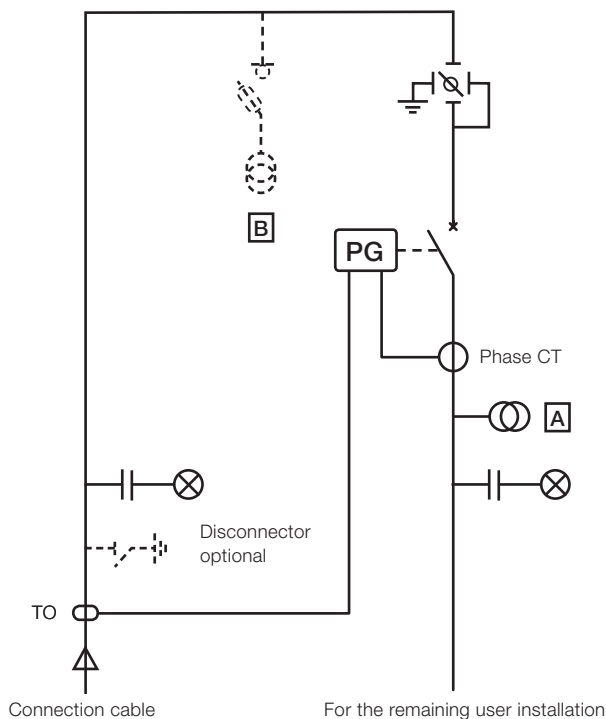 B
PG
Phase CT
A
Disconnector
optional
TO
Connection cable
For the remaining user installation